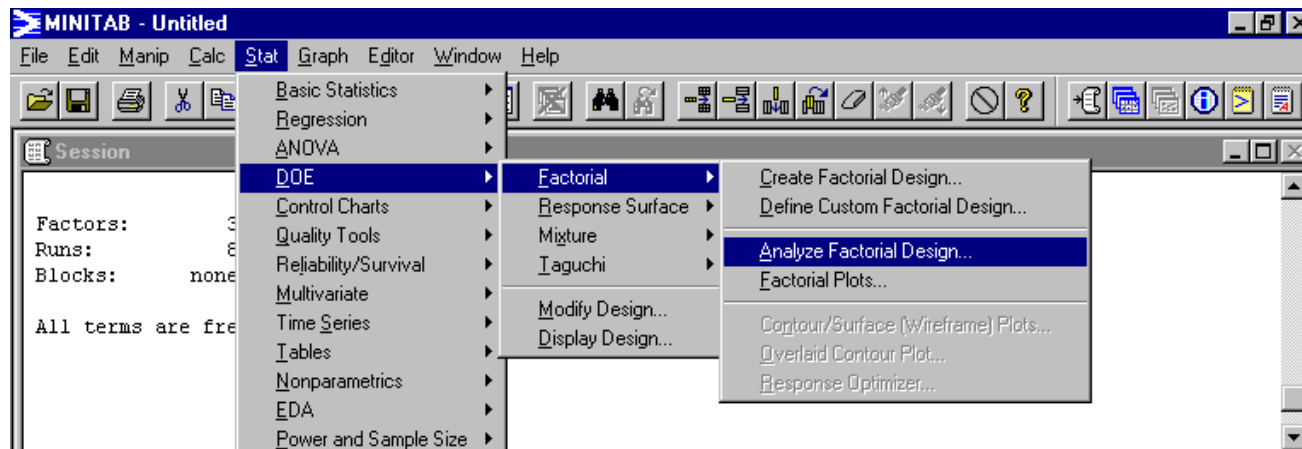 MINITAB - Untitled
File Edit Manip Calc Stat Graph Editor Window Help
Session
Factors: 3
Runs: 8
Blocks: none
All terms are fre
Basic Statistics
Regression
ANOVA
DOE
Control Charts
Quality Tools
Reliability/Survival
Multivariate
Time Series
Tables
Nonparametrics
EDA
Power and Sample Size
Factorial
Response Surface
Mixture
Taguchi
Modify Design...
Display Design...
Create Factorial Design...
Define Custom Factorial Design...
Analyze Factorial Design...
Factorial Plots...
Contour/Surface (Wireframe) Plots...
Overlaid Contour Plot...
Response Optimizer...